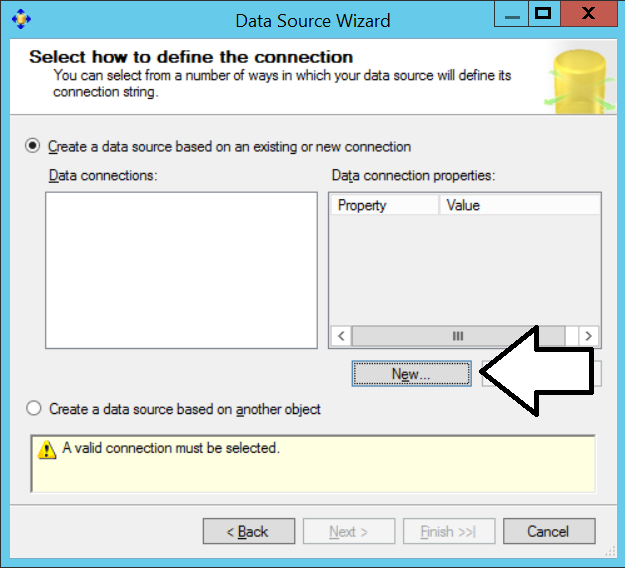 Data Source Wizard
Select how to define the connection
You can select from a number of ways in which your data source will define its
connection string.
Create a data source based on an existing or new connection
Data connections:
Data connection properties:
Property Value
New...
Create a data source based on another object
A valid connection must be selected.
< Back Next > Finish >>| Cancel